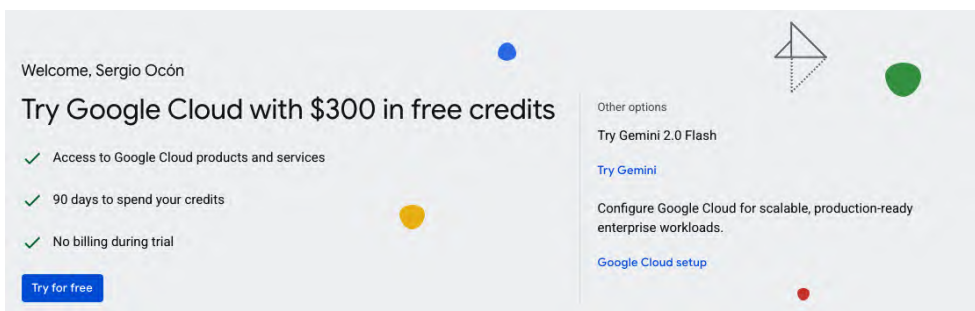 Welcome, Sergio Ocón
Try Google Cloud with $300 in free credits
Access to Google Cloud products and services
90 days to spend your credits
No billing during trial
Try for free
Other options
Try Gemini 2.0 Flash
Try Gemini
Configure Google Cloud for scalable, production-ready
enterprise workloads.
Google Cloud setup